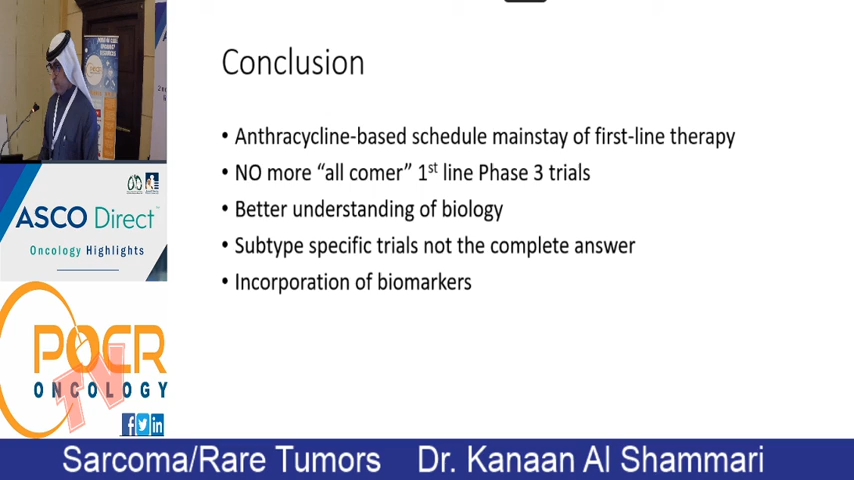 Conclusion
• Anthracycline-based schedule mainstay of first-line therapy
• NO more “all comer” 1st line Phase 3 trials
• Better understanding of biology
• Subtype specific trials not the complete answer
• Incorporation of biomarkers
ASCO Direct™
Oncology Highlights
POCR
ONCOLOGY
TV
Sarcoma/Rare Tumors Dr. Kanaan Al Shammari